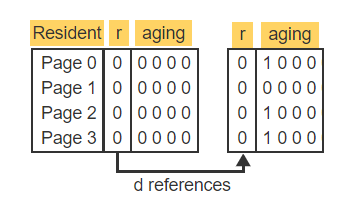 Resident r aging r aging
Page 0 0 0 0 0 0 0 1 0 0 0
Page 1 0 0 0 0 0 0 0 0 0 0
Page 2 0 0 0 0 0 0 1 0 0 0
Page 3 0 0 0 0 0 0 1 0 0 0
d references